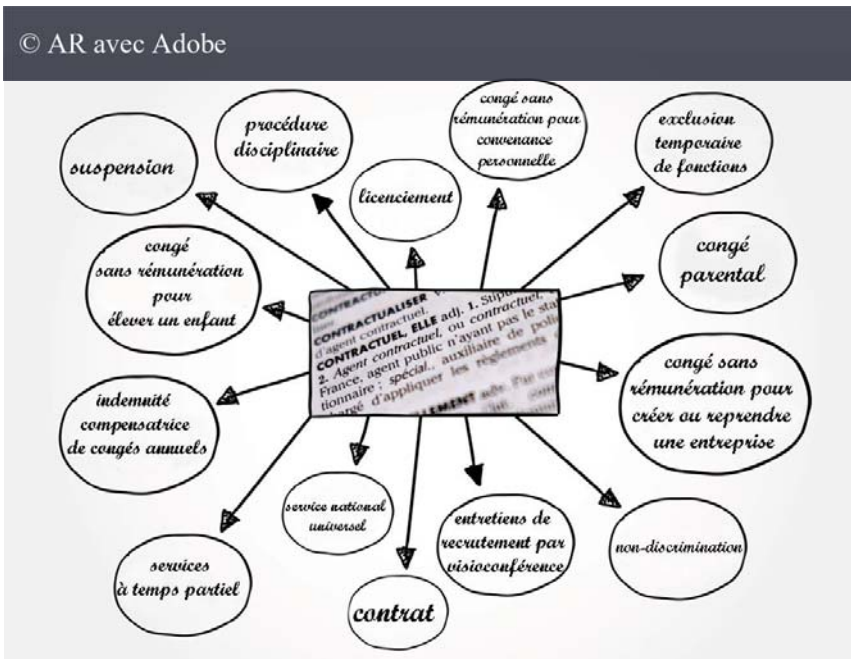 © AR avec Adobe
suspension
procédure
disciplinaire
licenciement
congé sans
rémunération pour
convenance
personnelle
exclusion
temporaire
de fonctions
congé
sans rémunération
pour
élever un enfant
congé
parental
CONTRACTUALISER
d'agent contractuel.
CONTRACTUEL, ELLE adj. 1. Stipu
2. Agent contractuel, ou contractuel,
France, agent public n'ayant pas le sta
tionnaire ; spécial., auxiliaire de poli
d'appliquer les règlements
congé sans
rémunération pour
créer ou reprendre
une entreprise
indemnité
compensatrice
de congés annuels
service national
universel
entretiens de
recrutement par
visioconférence
non-discrimination
services
à temps partiel
contrat